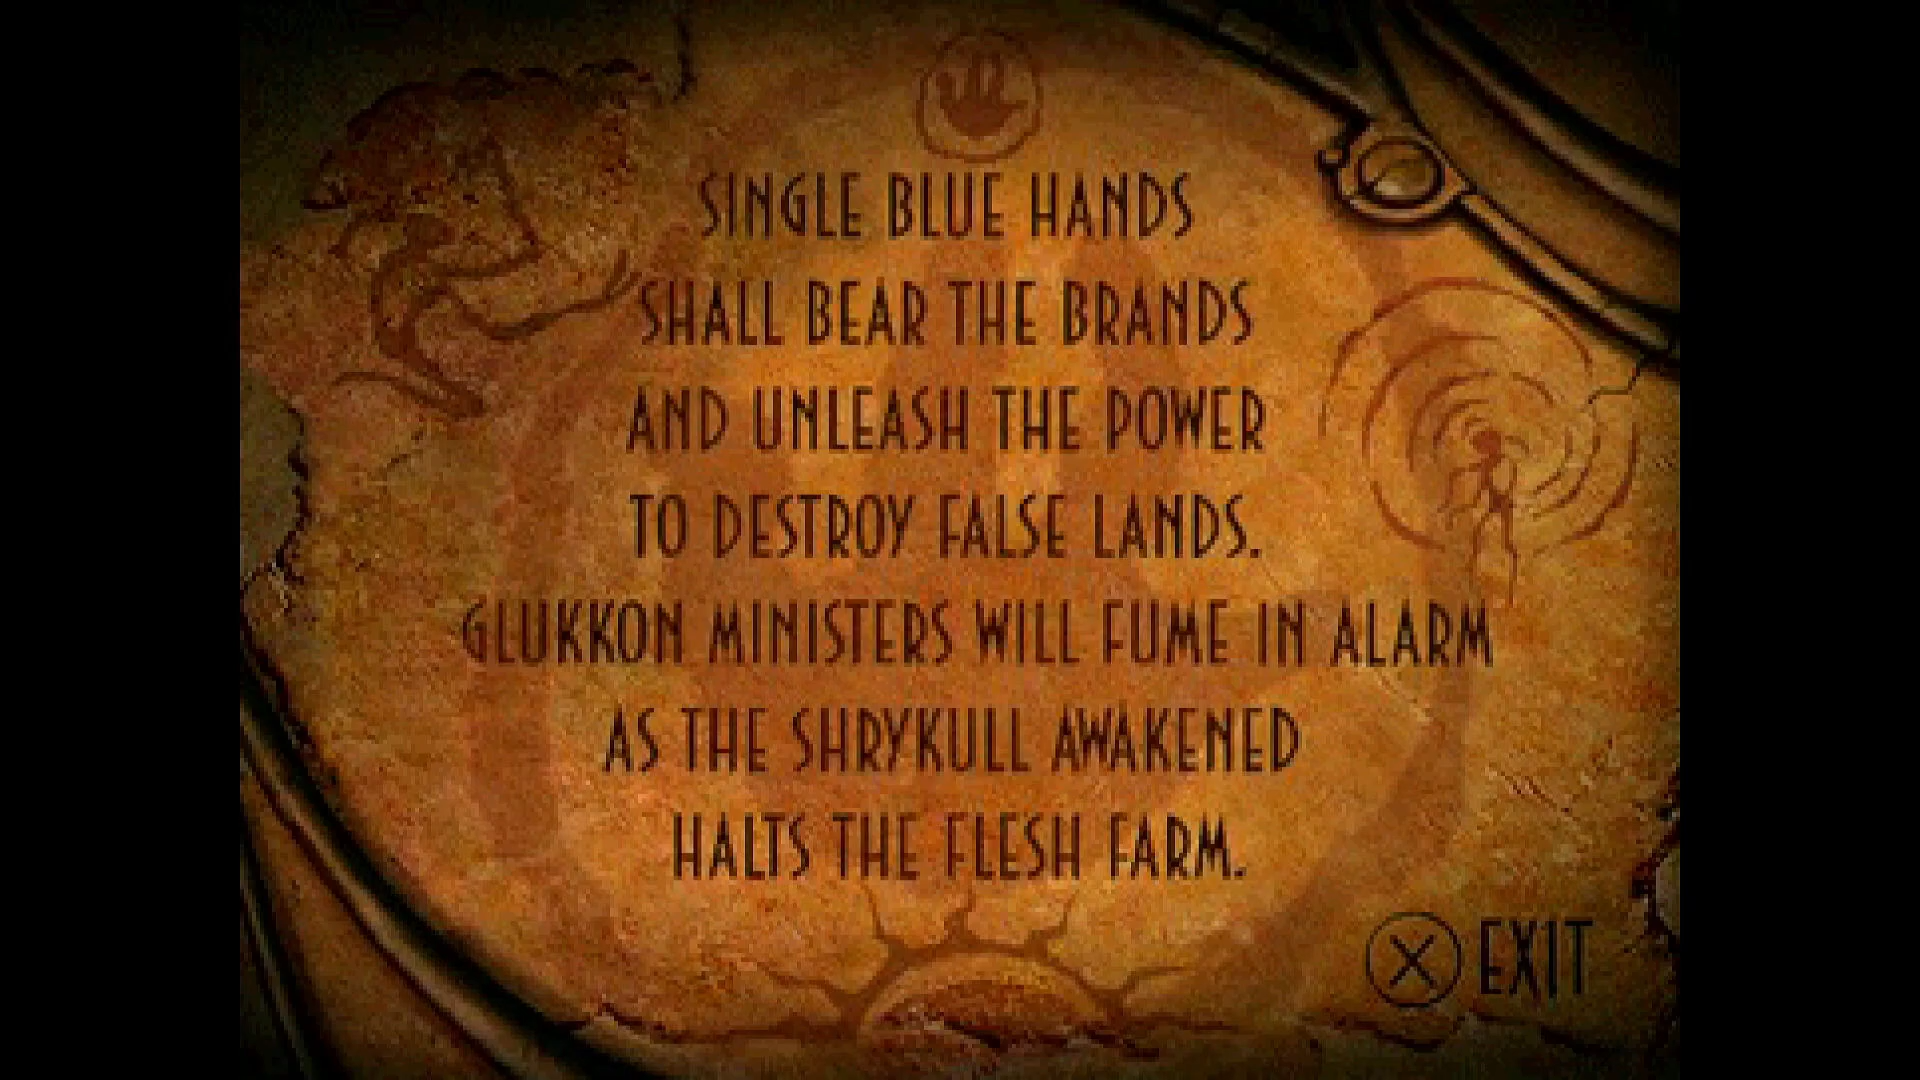 SINGLE BLUE HANDS
SHALL BEAR THE BRANDS
AND UNLEASH THE POWER
TO DESTROY FALSE LANDS.
GLUKKON MINISTERS WILL FUME IN ALARM
AS THE SHRYKULL AWAKENED
HALTS THE FLESH FARM.
EXIT